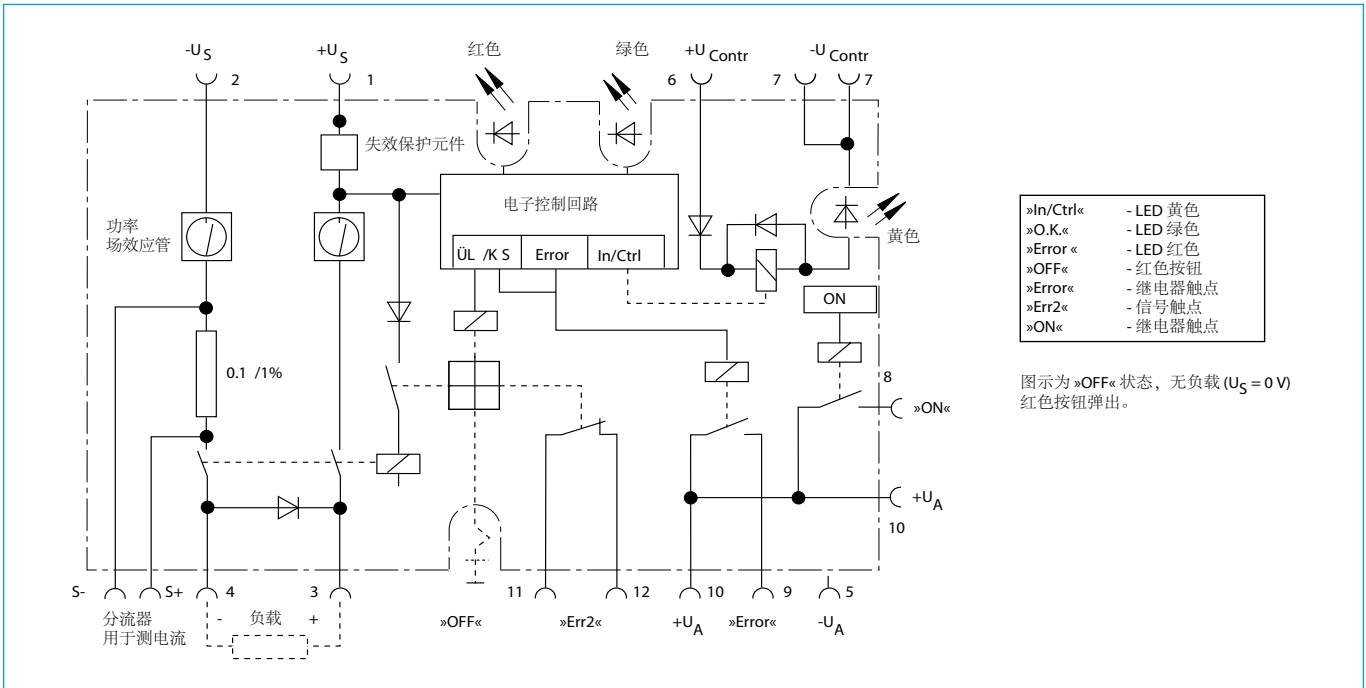 -US
+US
红色
绿色
+UContr
-UContr
2
1
6
7
7
失效保护元件
电子控制回路
功率
场效应管
黄色
ÜL /K S
Error
In/Ctrl
ON
0.1 /1%
8
»ON«
+UA
10
S-
S+
4
3
11
12
10
9
5
分流器
用于测电流
- 负载 +
»OFF«
»Err2«
+UA
»Error«
-UA
»In/Ctrl« - LED 黄色
»O.K.« - LED 绿色
»Error « - LED 红色
»OFF« - 红色按钮
»Error« - 继电器触点
»Err2« - 信号触点
»ON« - 继电器触点
图示为 »OFF« 状态，无负载 (US = 0 V)
红色按钮弹出。